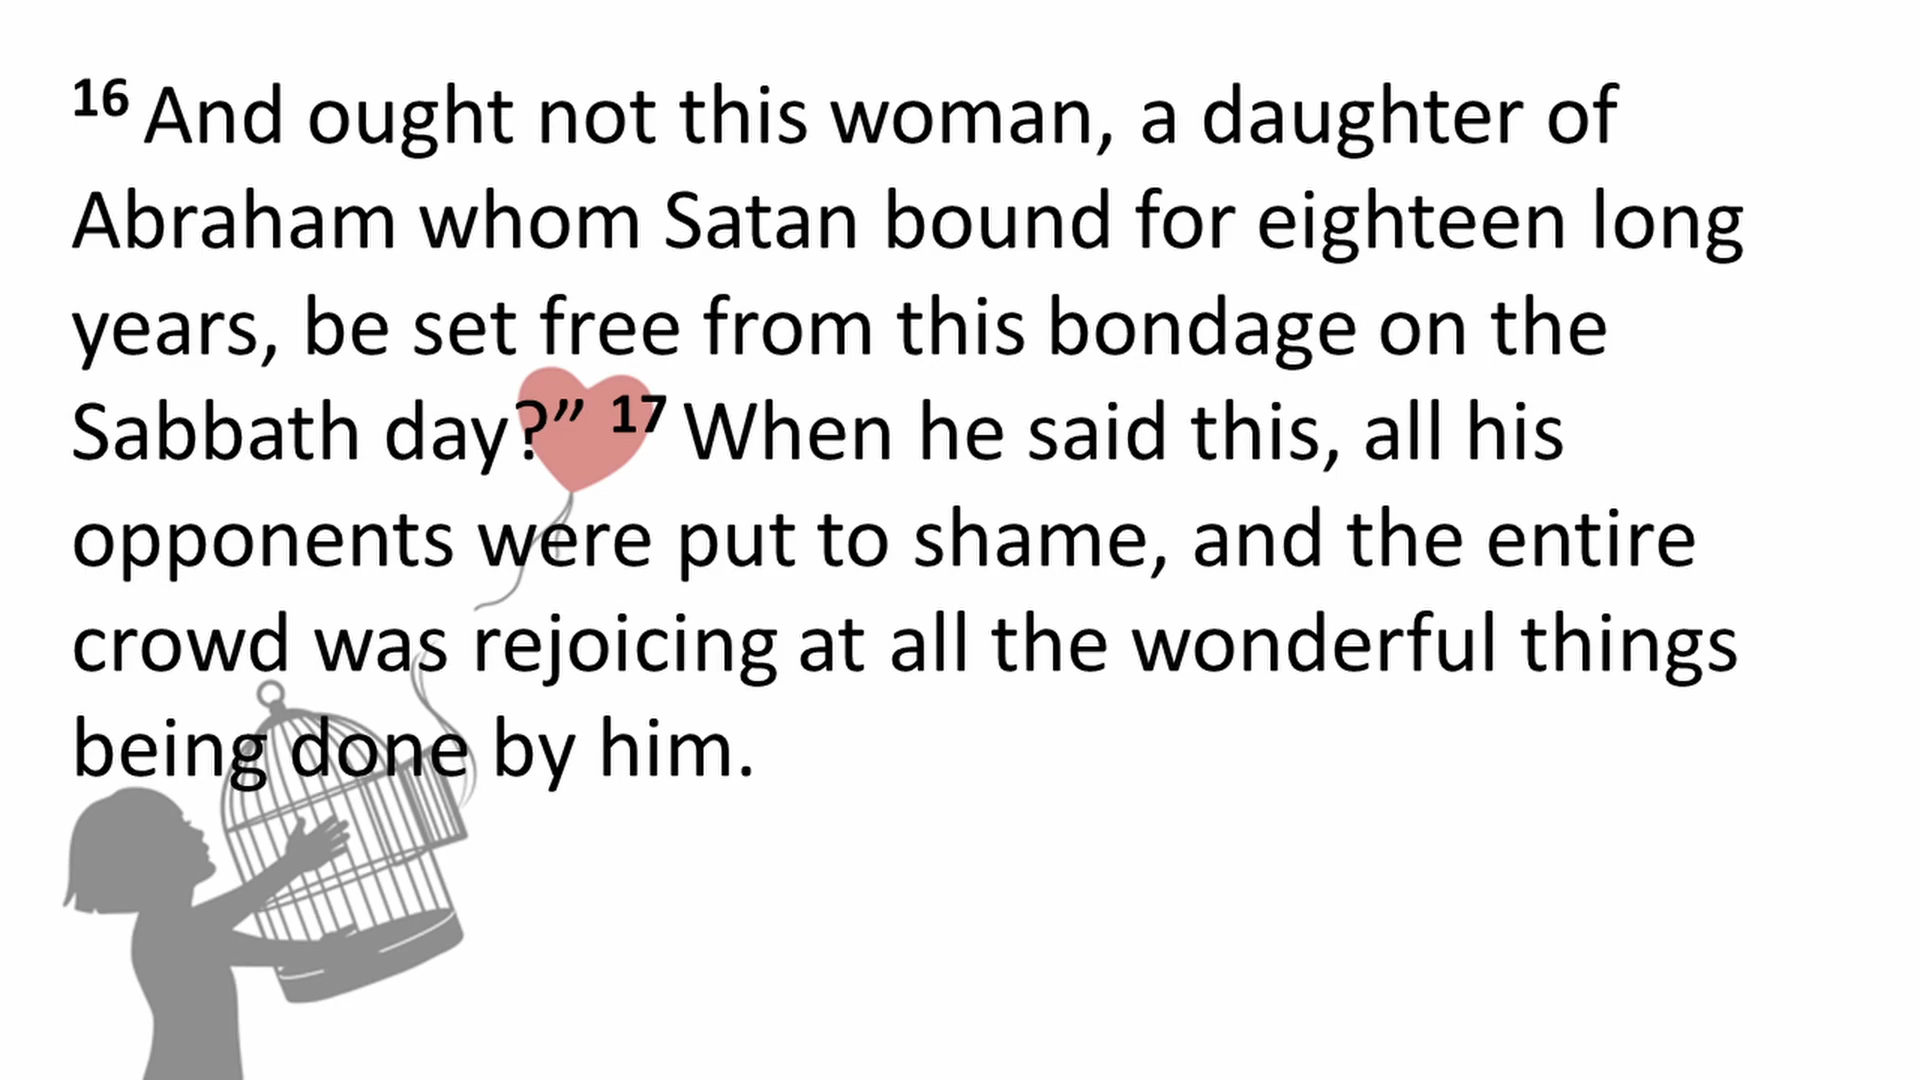 16 And ought not this woman, a daughter of
Abraham whom Satan bound for eighteen long
years, be set free from this bondage on the
Sabbath day?” 17 When he said this, all his
opponents were put to shame, and the entire
crowd was rejoicing at all the wonderful things
being done by him.